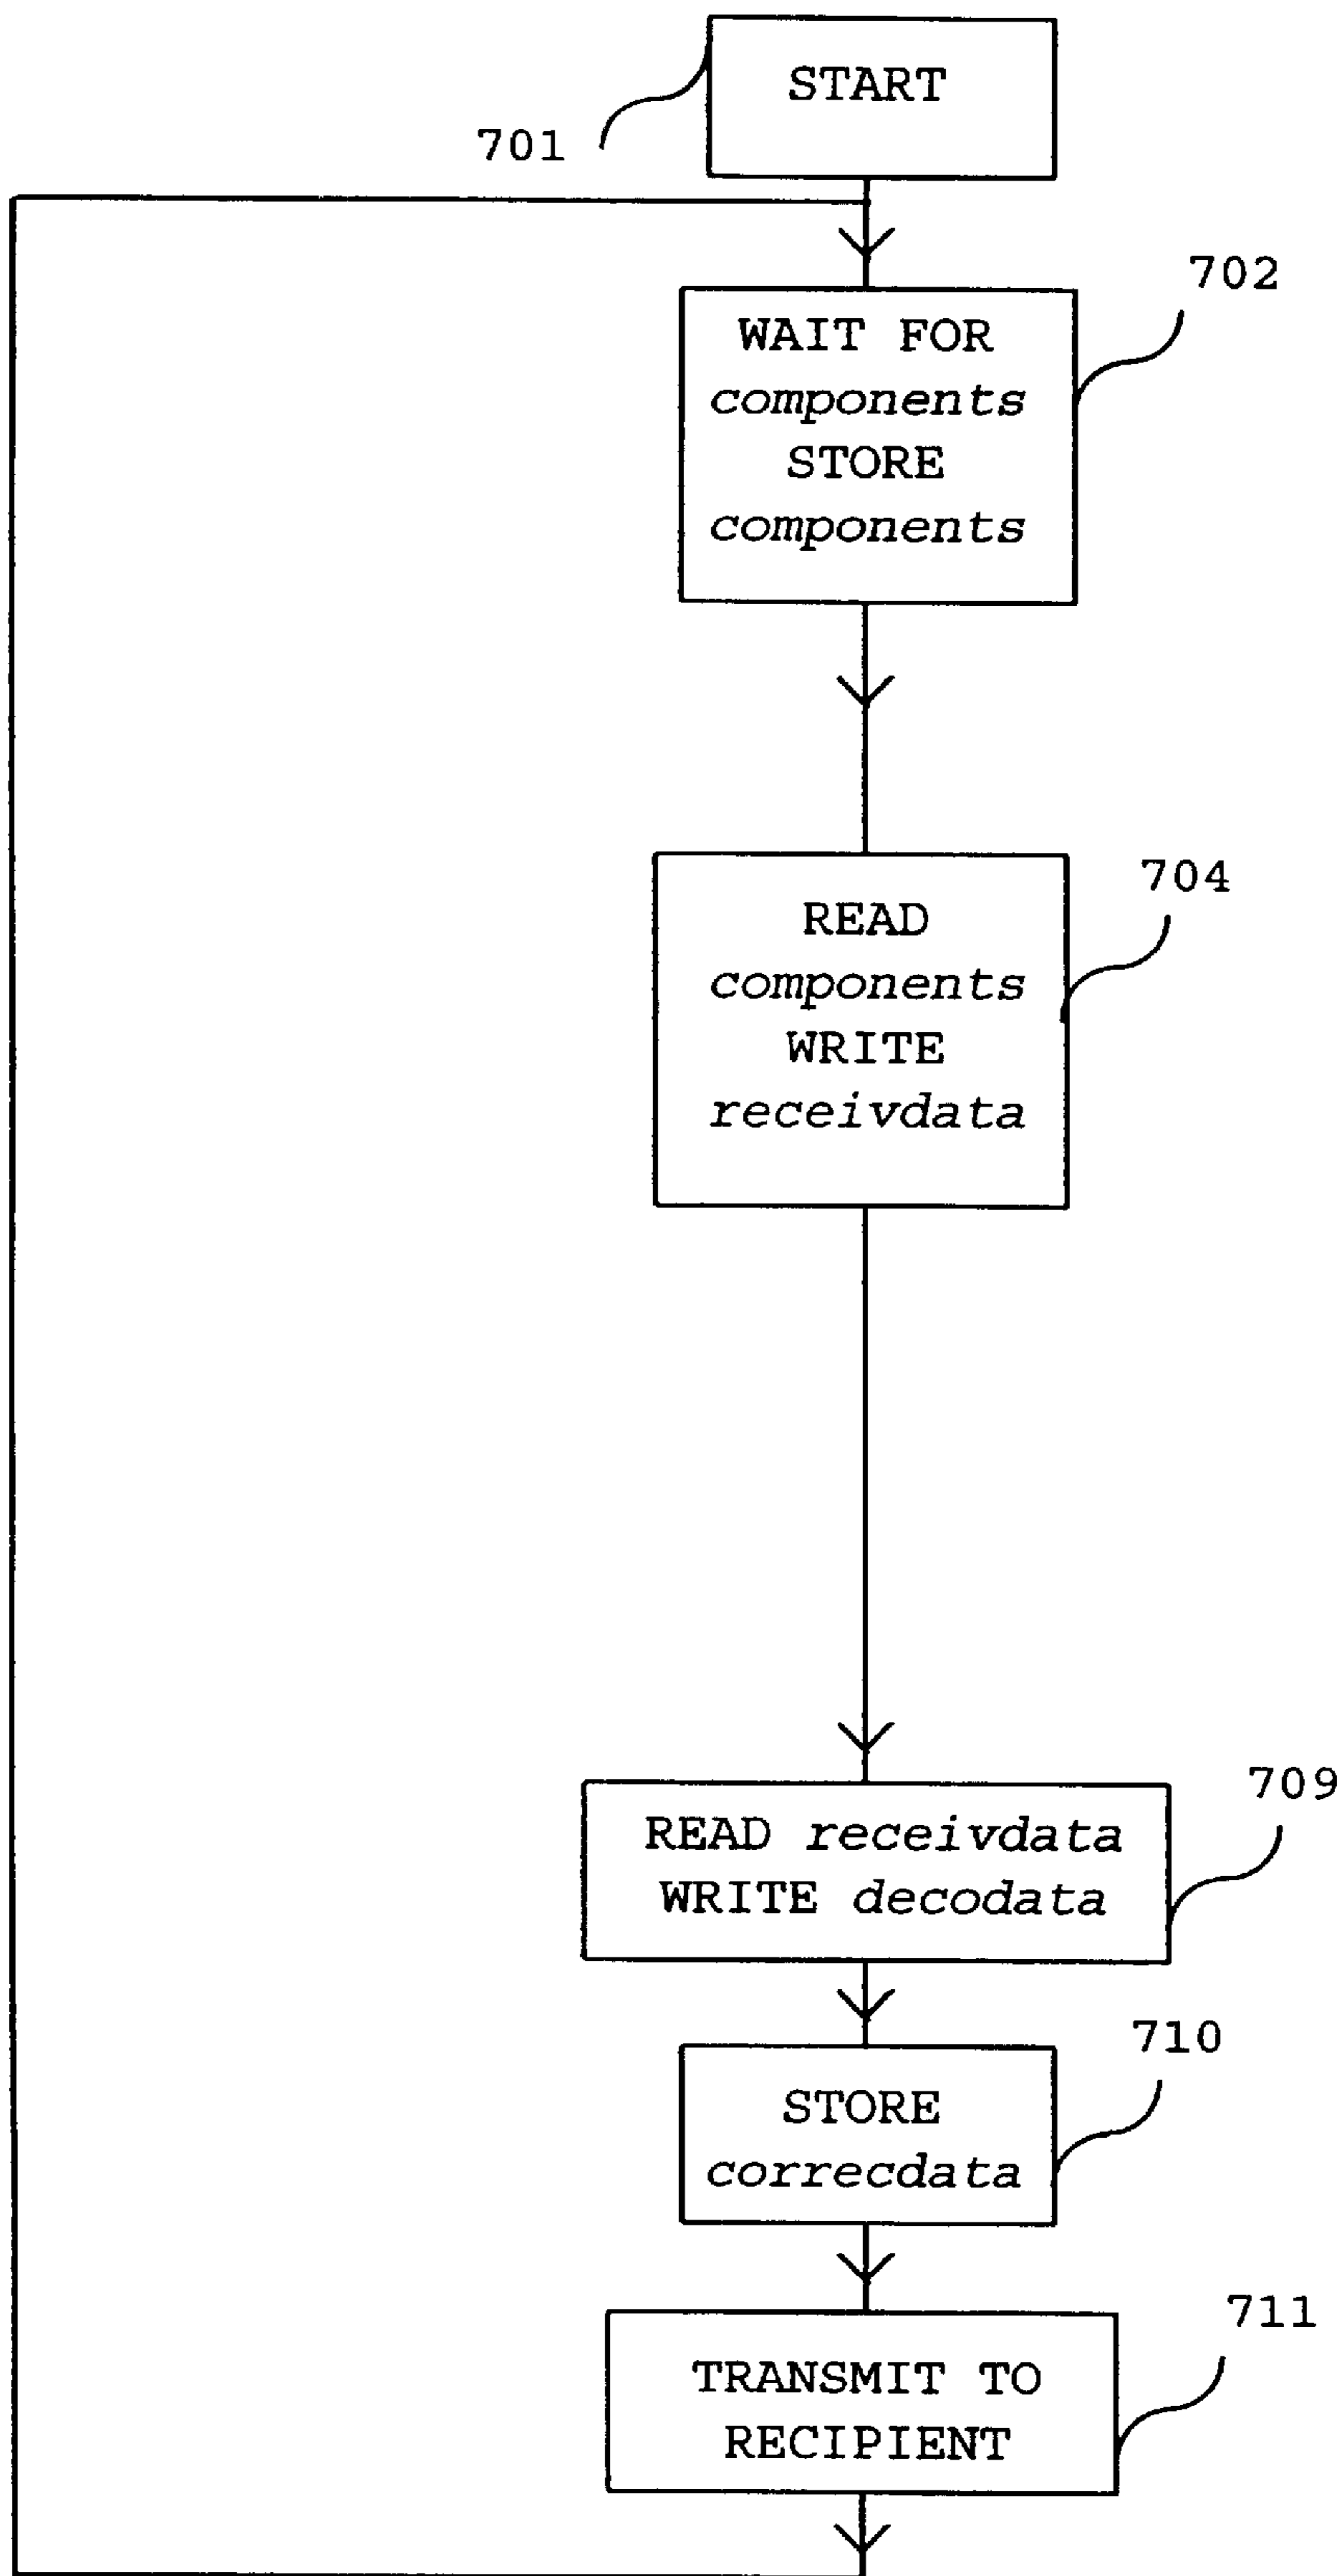 START
701
702
WAIT FOR
components
STORE
components
704
READ
components
WRITE
receivdata
709
READ receivdata
WRITE decodata
710
STORE
correcdata
711
TRANSMIT TO
RECIPIENT